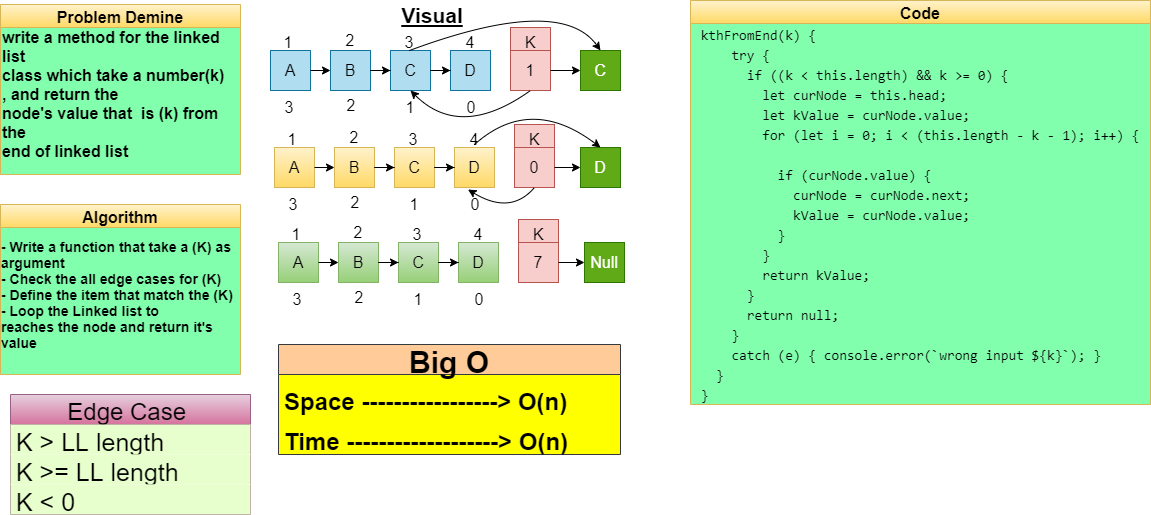 Problem Demine
write a method for the linked
list
class which take a number(k)
, and return the
node's value that  is (k) from
the
end of linked list
Algorithm
- Write a function that take a (K) as
argument
- Check the all edge cases for (K)
- Define the item that match the (K)
- Loop the Linked list to
reaches the node and return it's
value
Edge Case
K > LL length
K >= LL length
K < 0
Visual
1 2 3 4 K
A B C D 1 C
3 2 1 0
1 2 3 4 K
A B C D 0 D
3 2 1 0
1 2 3 4 K
A B C D 7 Null
3 2 1 0
Big O
Space -----------------> O(n)
Time -------------------> O(n)
Code
kthFromEnd(k) {
    try {
      if ((k < this.length) && k >= 0) {
        let curNode = this.head;
        let kValue = curNode.value;
        for (let i = 0; i < (this.length - k - 1); i++) {
          if (curNode.value) {
            curNode = curNode.next;
            kValue = curNode.value;
          }
        }
        return kValue;
      }
      return null;
    }
    catch (e) { console.error(`wrong input ${k}`); }
  }
}